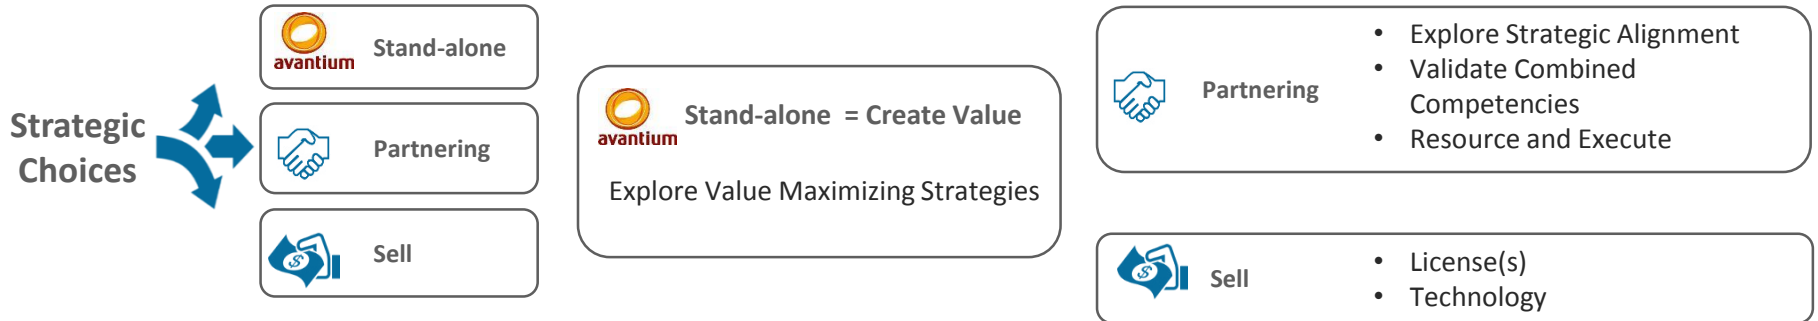 Strategic
Choices
avantium
Stand-alone
Partnering
$
Sell
avantium
Stand-alone = Create Value
Explore Value Maximizing Strategies
Partnering
• Explore Strategic Alignment
• Validate Combined
Competencies
• Resource and Execute
$
Sell
• License(s)
• Technology